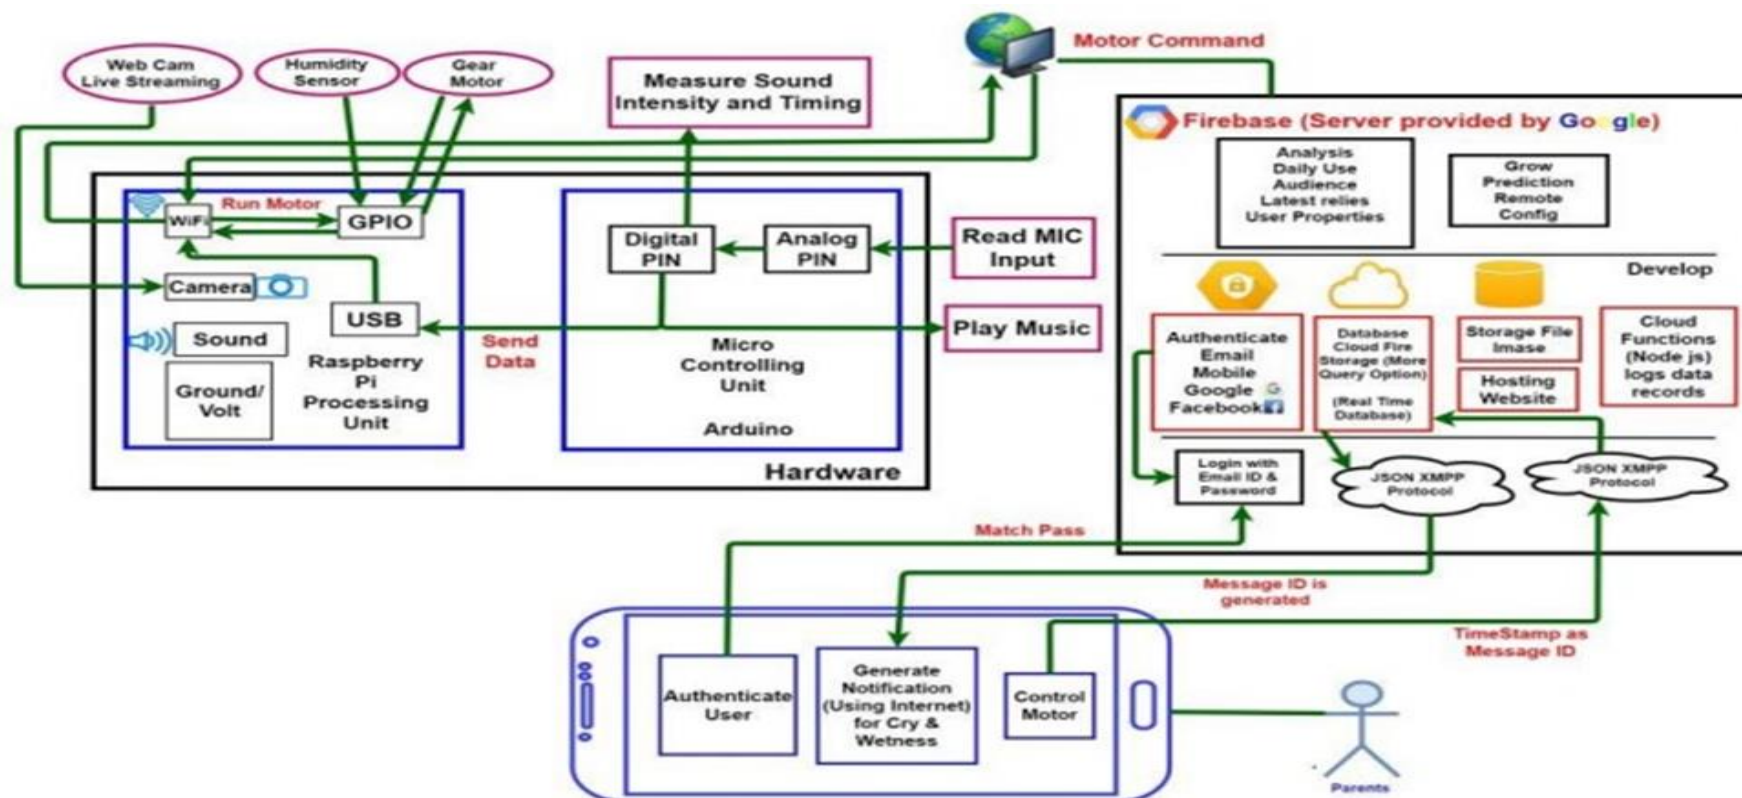 Web Cam
Live Streaming
Humidity
Sensor
Gear
Motor
Measure Sound
Intensity and Timing
Motor Command
Firebase (Server provided by Google)
Analysis
Daily Use
Audience
Latest relies
User Properties
Grow
Prediction
Remote
Config
WiFi
Run Motor
GPIO
Digital
PIN
Analog
PIN
Read MIC
Input
Camera
USB
Sound
Send
Data
Play Music
Ground/
Volt
Raspberry
Pi
Processing
Unit
Micro
Controlling
Unit
Arduino
Hardware
Develop
Authenticate
Email
Mobile
Google
Facebook
Database
Cloud Fire
Storage (More
Query Option)
(Real Time
Database)
Storage File
Imase
Hosting
Website
Cloud
Functions
(Node js)
logs data
records
Login with
Email ID &
Password
JSON XMPP
Protocol
JSON XMPP
Protocol
Match Pass
Message ID is
generated
TimeStamp as
Message ID
Authenticate
User
Generate
Notification
(Using Internet)
for Cry &
Wetness
Control
Motor
Parents